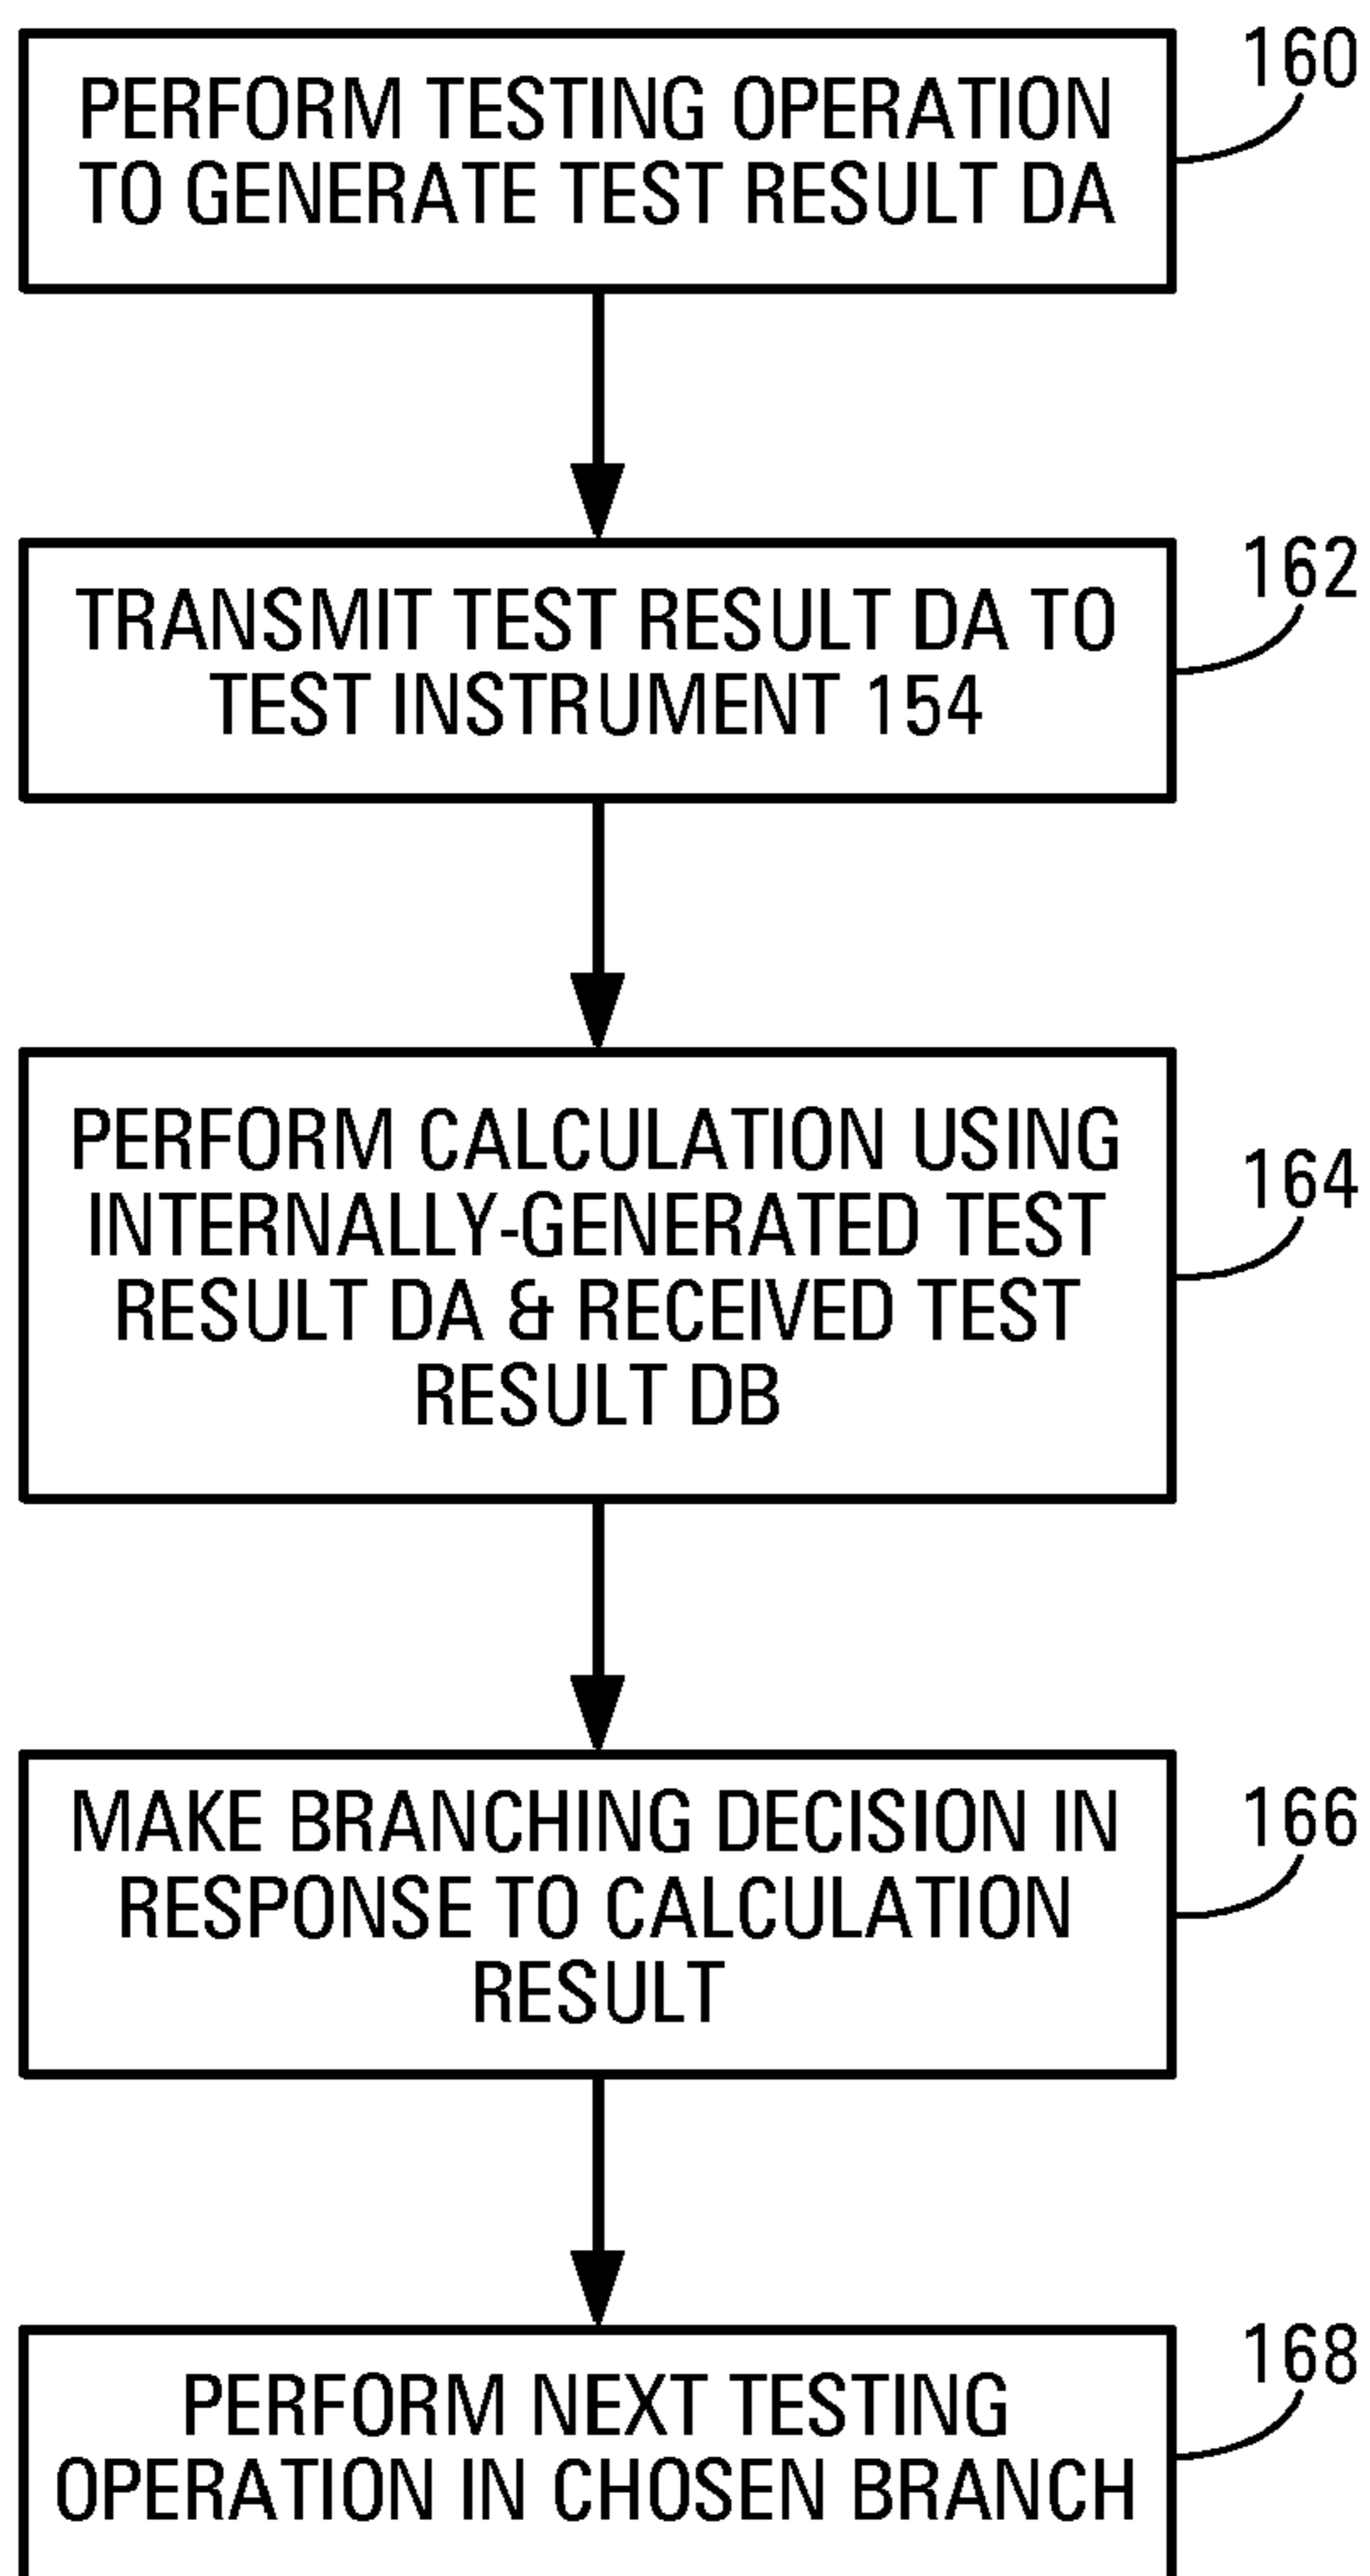 160
PERFORM TESTING OPERATION
TO GENERATE TEST RESULT DA
162
TRANSMIT TEST RESULT DA TO
TEST INSTRUMENT 154
164
PERFORM CALCULATION USING
INTERNALLY-GENERATED TEST
RESULT DA & RECEIVED TEST
RESULT DB
166
MAKE BRANCHING DECISION IN
RESPONSE TO CALCULATION
RESULT
168
PERFORM NEXT TESTING
OPERATION IN CHOSEN BRANCH